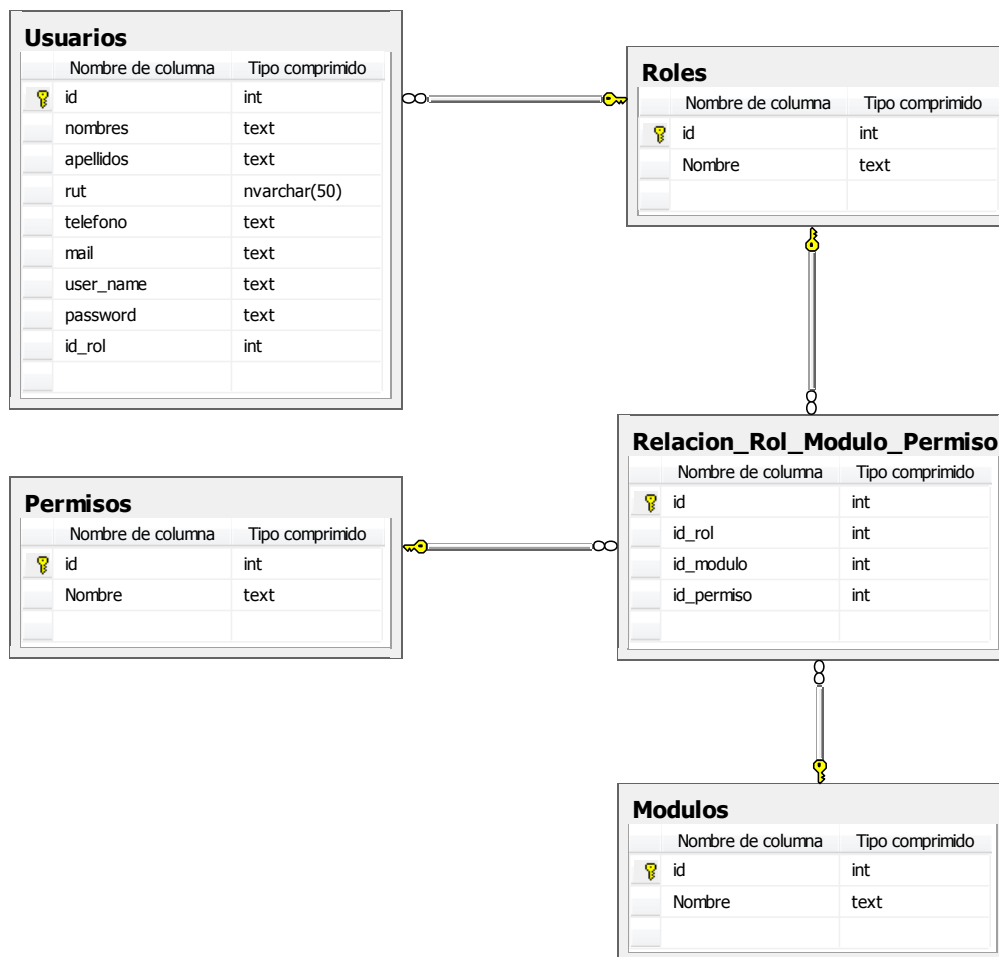 Usuarios
Nombre de columna Tipo comprimido
id int
nombres text
apellidos text
rut nvarchar(50)
telefono text
mail text
user_name text
password text
id_rol int
Roles
Nombre de columna Tipo comprimido
id int
Nombre text
Relacion_Rol_Modulo_Permiso
Nombre de columna Tipo comprimido
id int
id_rol int
id_modulo int
id_permiso int
Permisos
Nombre de columna Tipo comprimido
id int
Nombre text
Modulos
Nombre de columna Tipo comprimido
id int
Nombre text